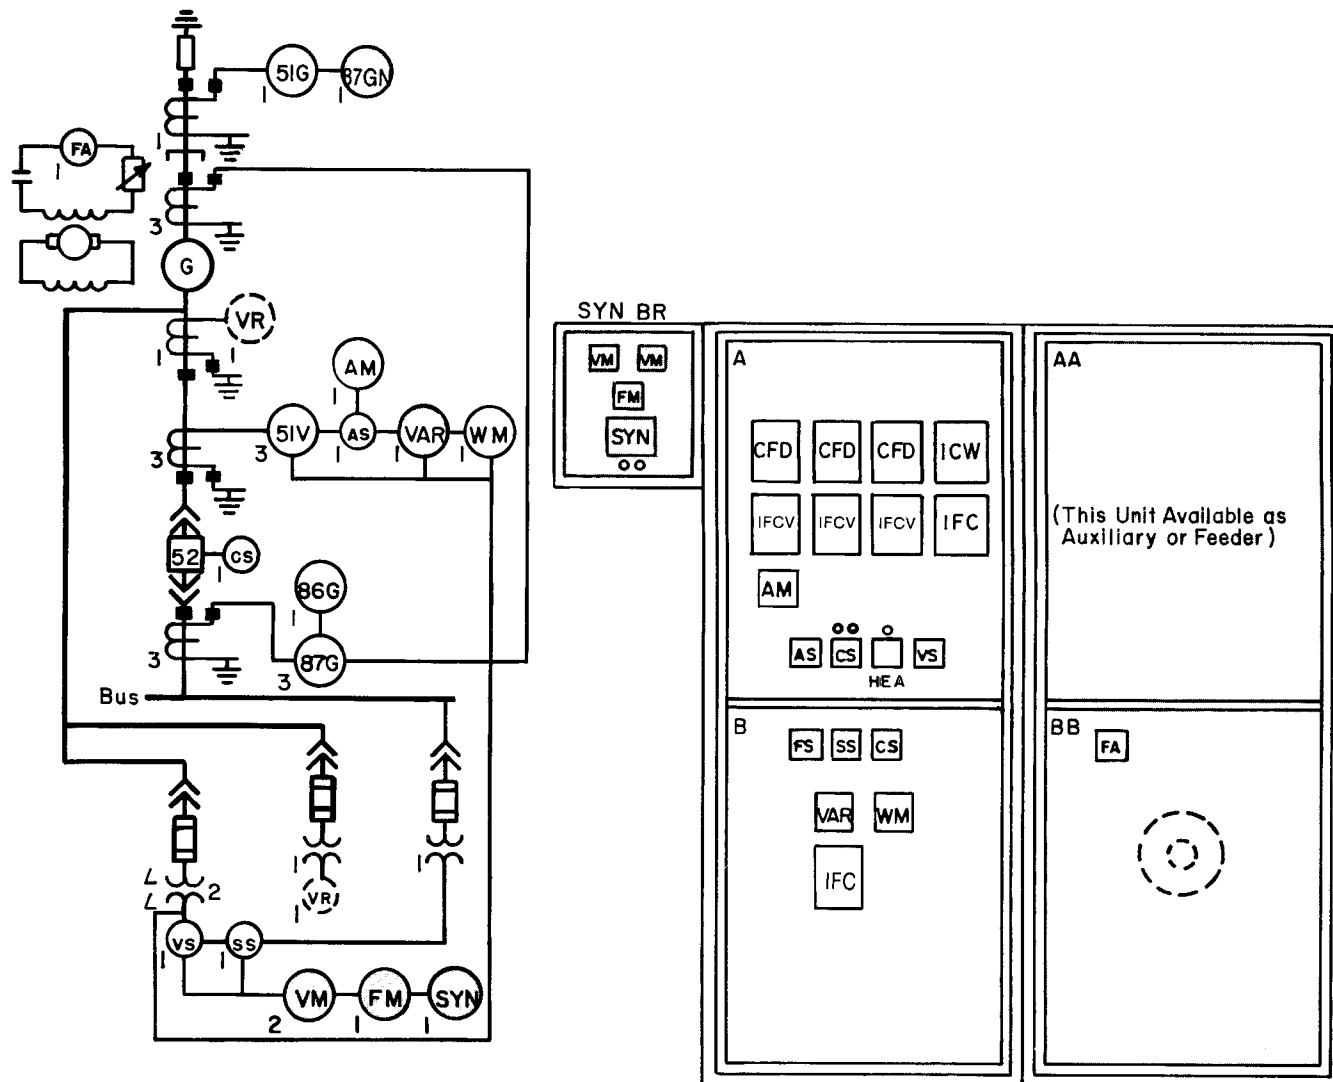 51G 87GN
1 1
1
FA
1
3
G
VR
1 1
AM
1
51V AS VAR WM
3 1 1 1
3
52 CS
1
86G
1
87G
3
3
Bus
L
L 2
1
VR
1
1
VS SS
1 1
VM FM SYN
2 1 1
SYN BR
VM VM
FM
SYN
A
CFD CFD CFD ICW
IFCV IFCV IFCV IFC
AM
AS CS VS
HEA
B
FS SS CS
VAR WM
IFC
AA
(This Unit Available as
Auxiliary or Feeder)
BB
FA